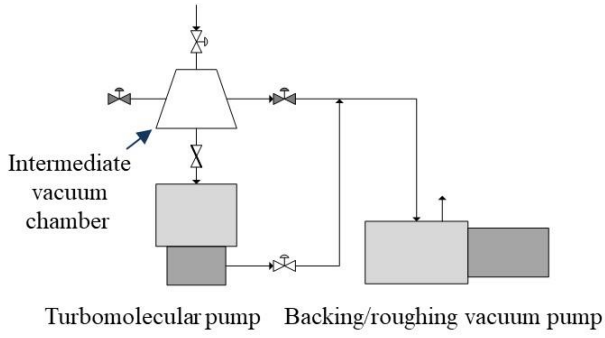 Intermediate
vacuum
chamber
Turbomolecular pump
Backing/roughing vacuum pump